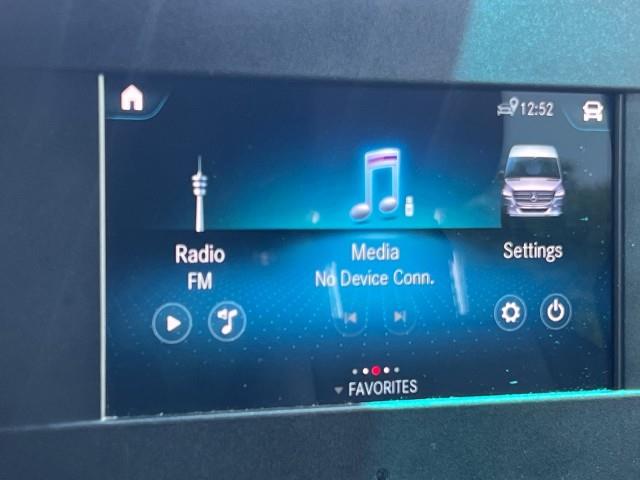 12:52
Radio
FM
Media
No Device Conn.
Settings
FAVORITES